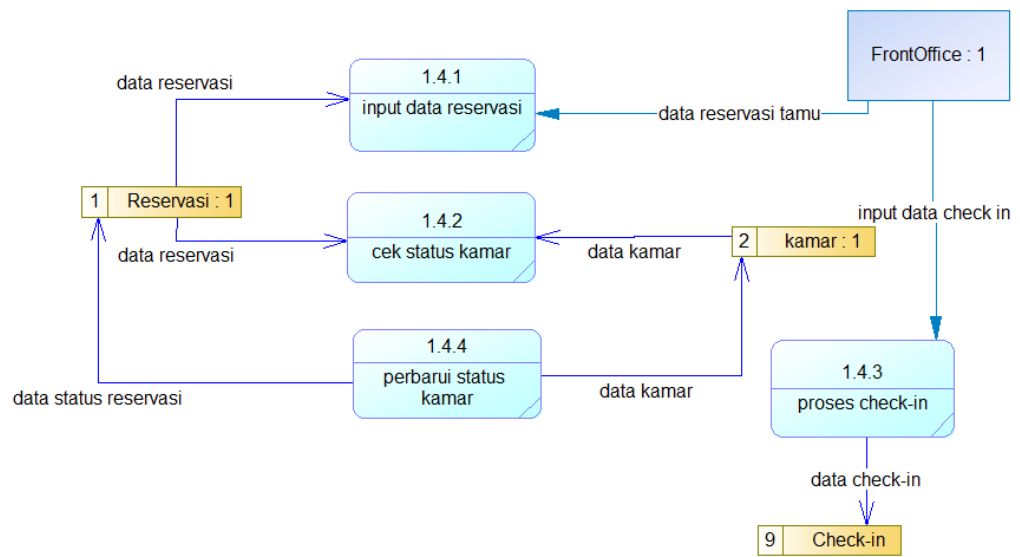 FrontOffice : 1
data reservasi
1.4.1
input data reservasi
data reservasi tamu
1
Reservasi : 1
1.4.2
cek status kamar
data reservasi
data kamar
2
kamar : 1
input data check in
1.4.4
perbarui status
kamar
data status reservasi
data kamar
1.4.3
proses check-in
data check-in
9
Check-in